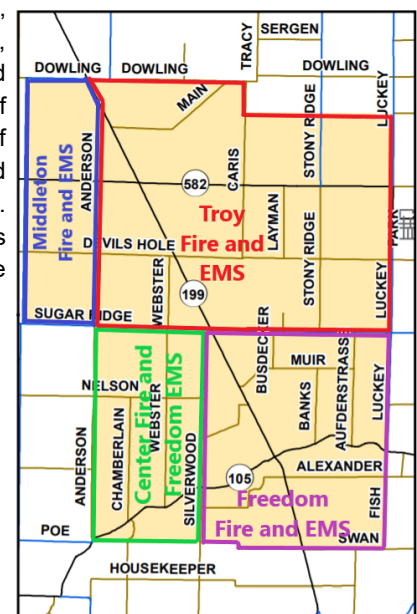 ,
,
d
f
f
d
.
s
e
SERGEN
TRACY
DOWLING
DOWLING
DOWLING
MAIN
LUCKEY
STONY RIDGE
ANDERSON
582
CARIS
Middleton
Fire and EMS
Troy
Fire and
EMS
LAYMAN
PARK
DEVILS HOLE
STONY RIDGE
WEBSTER
199
LUCKEY
SUGAR RIDGE
BUSDECKER
MUIR
NELSON
CHAMBERLAIN
Center Fire and
Freedom EMS
WEBSTER
BANKS
AUFDERSTRASSE
LUCKEY
ANDERSON
SILVERWOOD
ALEXANDER
105
Freedom
Fire and EMS
FISH
POE
SWAN
HOUSEKEEPER